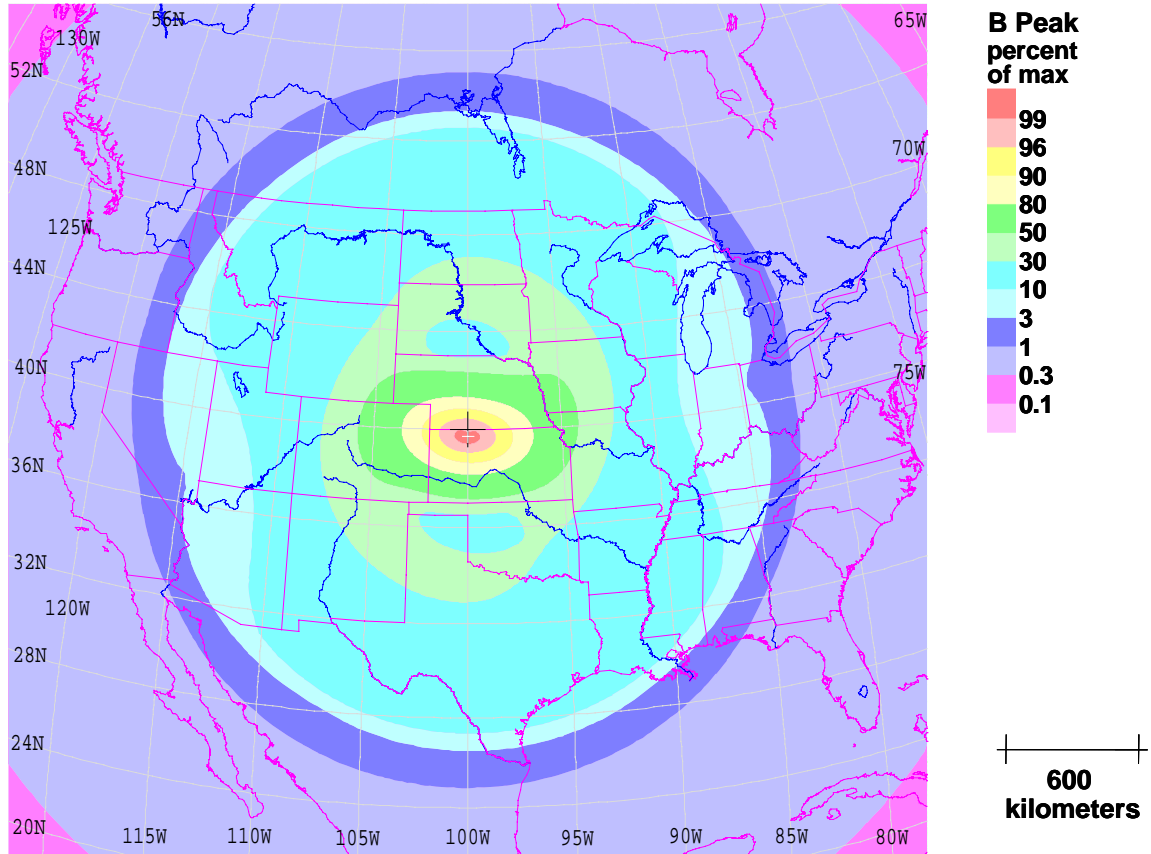 56N
65W
130W
52N
70W
48N
125W
44N
40N
75W
36N
32N
120W
28N
24N
20N
115W
110W
105W
100W
95W
90W
85W
80W
B Peak
percent
of max
99
96
90
80
50
30
10
3
1
0.3
0.1
600
kilometers